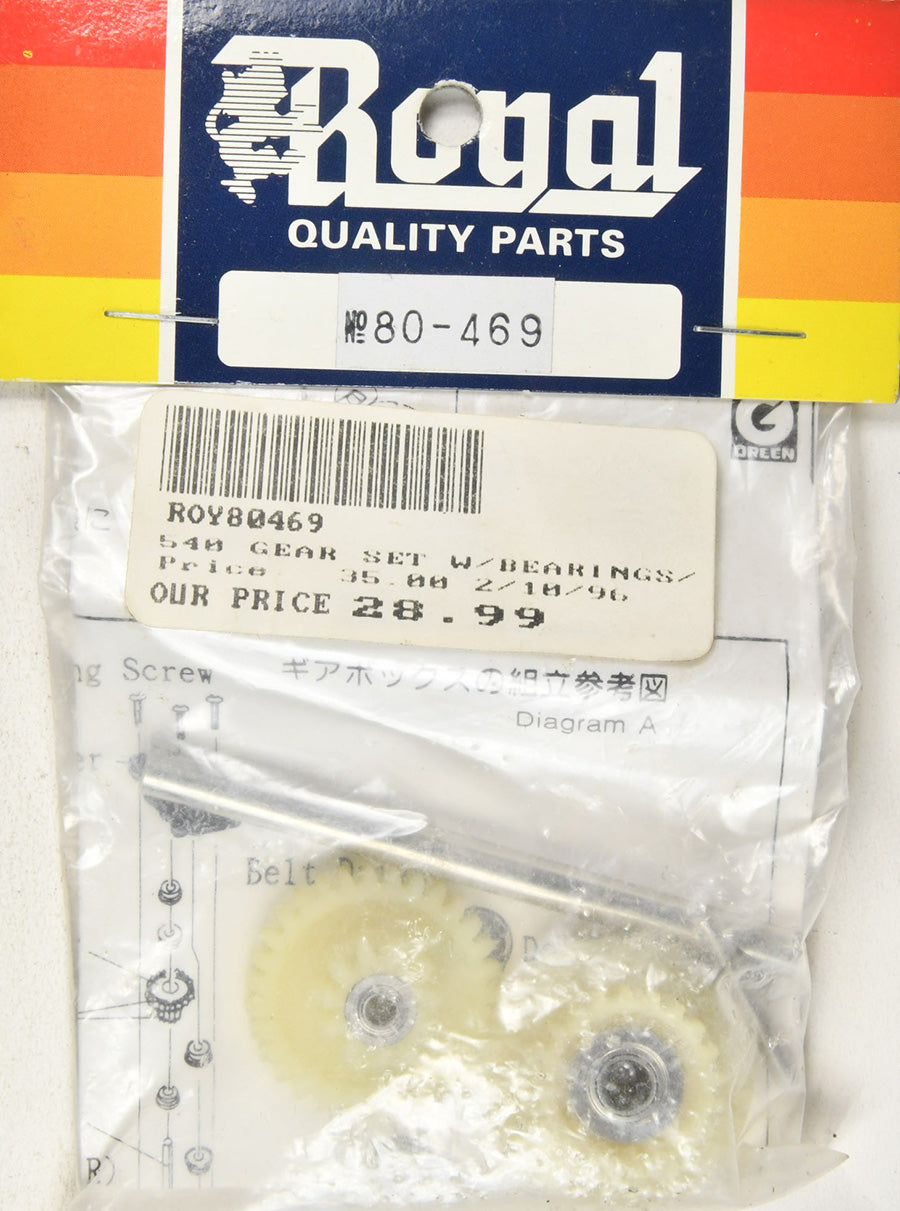 Royal
QUALITY PARTS
№80-469
GREEN
ROY80469
540 GEAR SET W/BEARINGS/
Price 35.00 2/10/96
OUR PRICE 28.99
ng Screw
ギアボックスの組立参考図
Diagram A
er
Belt
R)